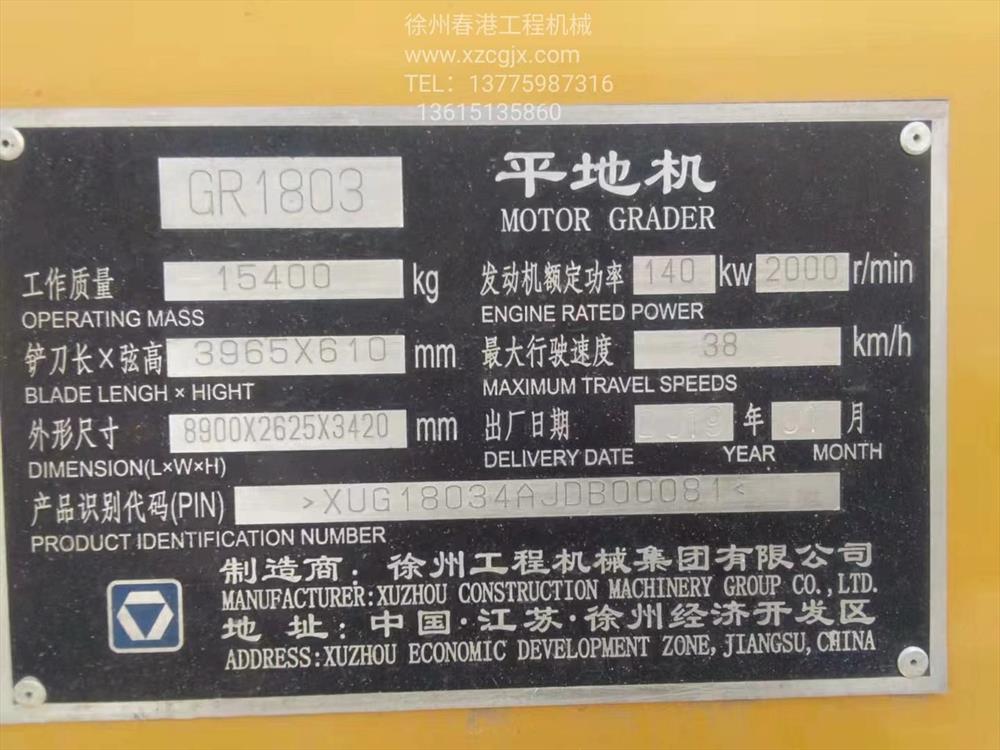 徐州春港工程机械
www.xzcgjx.com
TEL：13775987316
13615135860
GR1803
平地机
MOTOR GRADER
工作质量 15400 kg
OPERATING MASS
发动机额定功率 140 kw 2000 r/min
ENGINE RATED POWER
铲刀长×弦高 3965X610 mm
BLADE LENGH × HIGHT
最大行驶速度 38 km/h
MAXIMUM TRAVEL SPEEDS
外形尺寸 8900X2625X3420 mm
DIMENSION(L×W×H)
出厂日期 2019 年 01 月
DELIVERY DATE YEAR MONTH
产品识别代码(PIN) >XUG18034AJDB00081<
PRODUCT IDENTIFICATION NUMBER
制造商：徐州工程机械集团有限公司
MANUFACTURER:XUZHOU CONSTRUCTION MACHINERY GROUP CO., LTD.
地 址：中国·江苏·徐州经济开发区
ADDRESS:XUZHOU ECONOMIC DEVELOPMENT ZONE, JIANGSU, CHINA